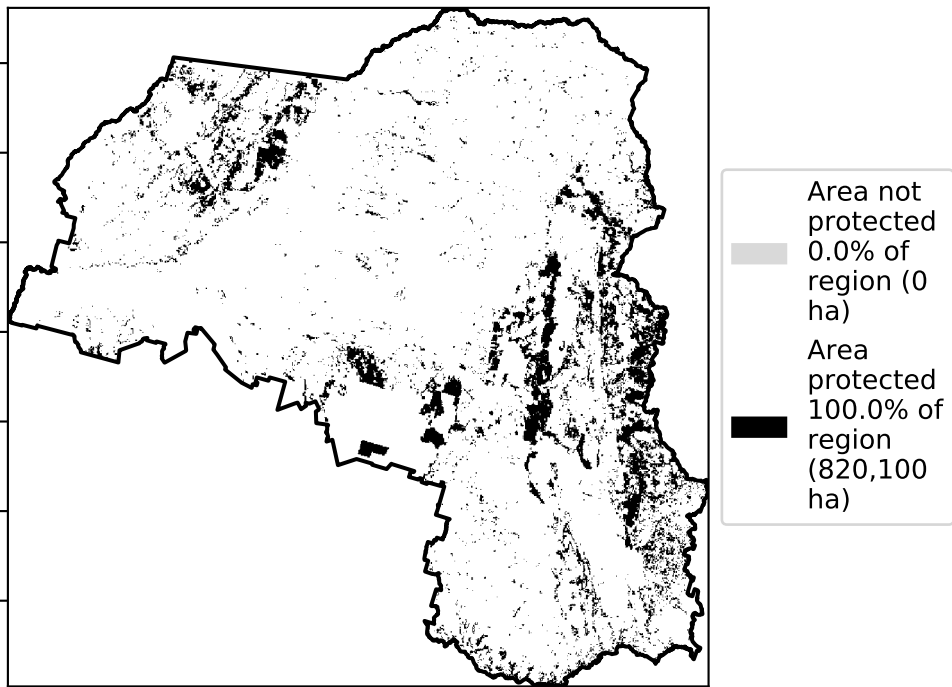 Area not
protected
0.0% of
region (0
ha)
Area
protected
100.0% of
region
(820,100
ha)